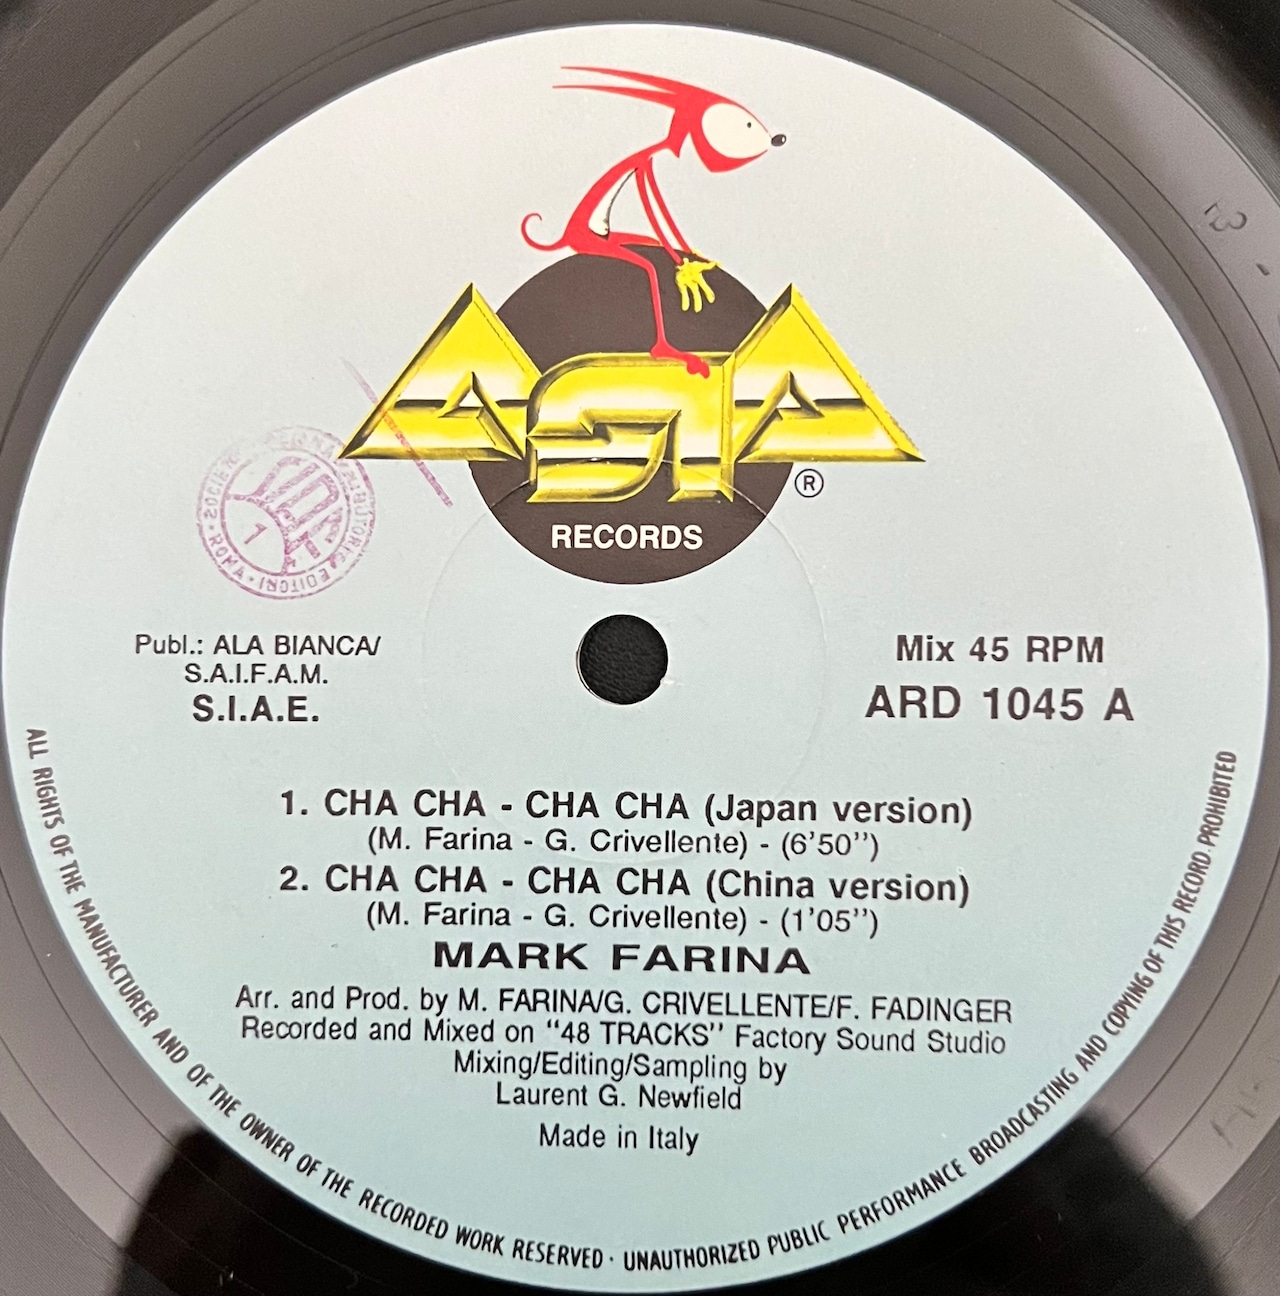 ASIA
®
RECORDS
· ROMA ·
Publ.: ALA BIANCA/
S.A.I.F.A.M.
S.I.A.E.
Mix 45 RPM
ARD 1045 A
1. CHA CHA - CHA CHA (Japan version)
(M. Farina - G. Crivellente) - (6'50'')
2. CHA CHA - CHA CHA (China version)
(M. Farina - G. Crivellente) - (1'05'')
MARK FARINA
Arr. and Prod. by M. FARINA/G. CRIVELLENTE/F. FADINGER
Recorded and Mixed on "48 TRACKS" Factory Sound Studio
Mixing/Editing/Sampling by
Laurent G. Newfield
Made in Italy
ALL RIGHTS OF THE MANUFACTURER AND OF THE OWNER OF THE RECORDED WORK RESERVED · UNAUTHORIZED PUBLIC PERFORMANCE BROADCASTING AND COPYING OF THIS RECORD PROHIBITED